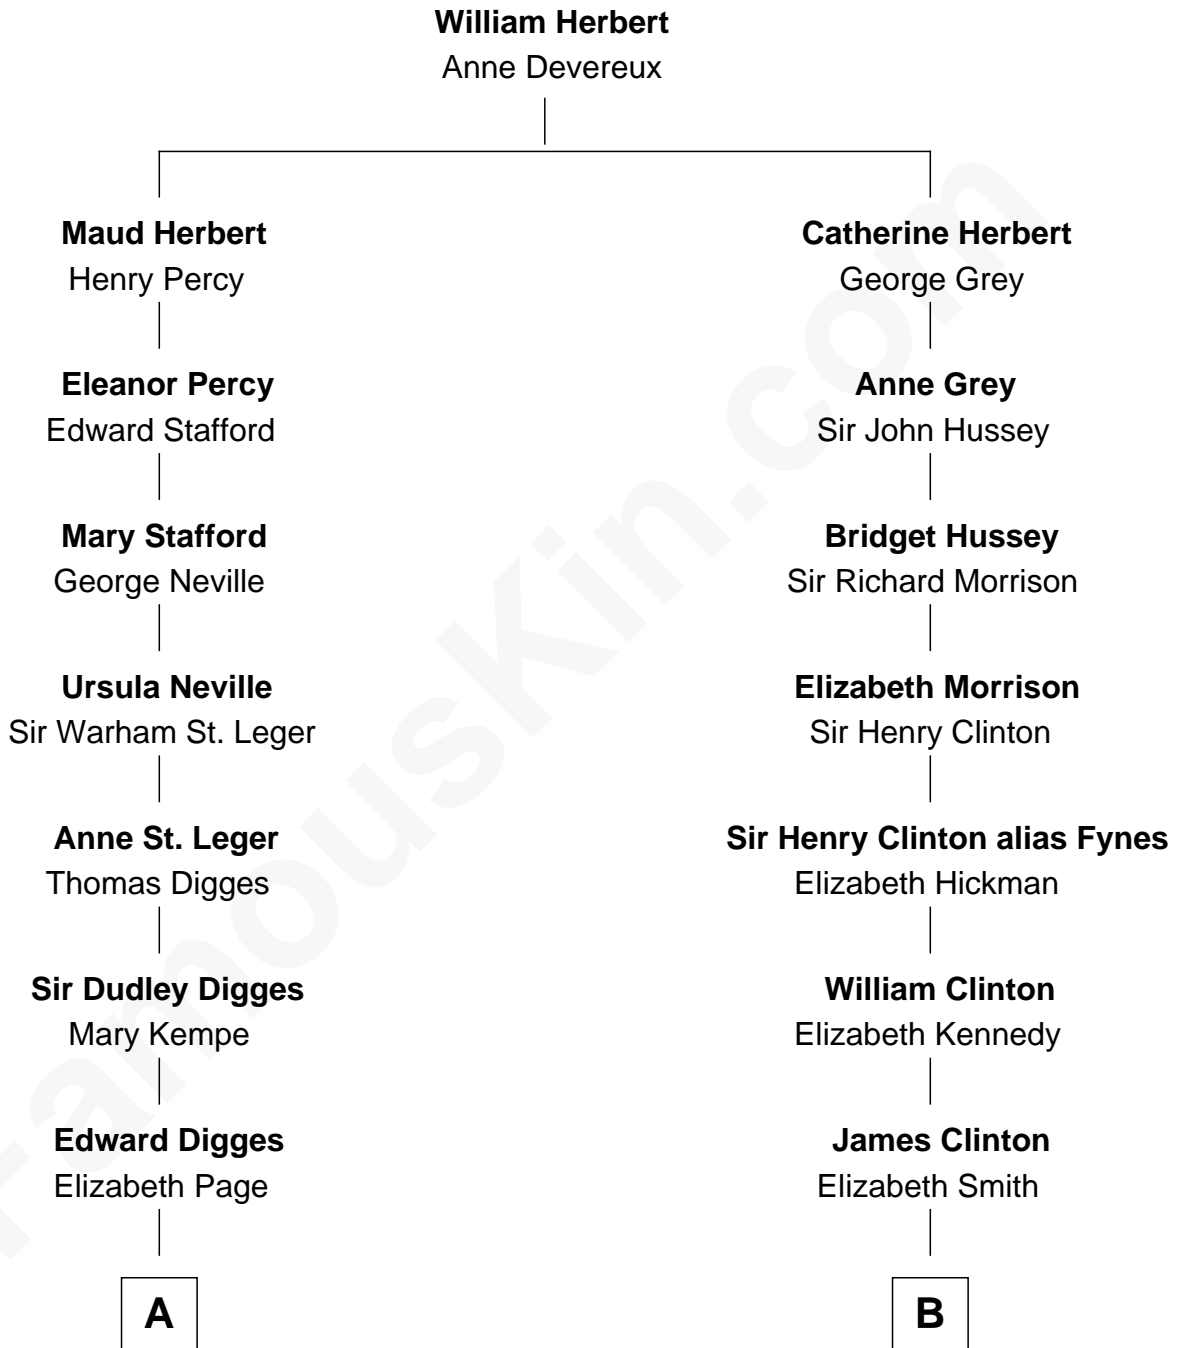 William Herbert
Anne Devereux
Maud Herbert
Henry Percy
Catherine Herbert
George Grey
Eleanor Percy
Edward Stafford
Anne Grey
Sir John Hussey
Mary Stafford
George Neville
Bridget Hussey
Sir Richard Morrison
Ursula Neville
Sir Warham St. Leger
Elizabeth Morrison
Sir Henry Clinton
Anne St. Leger
Thomas Digges
Sir Henry Clinton alias Fynes
Elizabeth Hickman
Sir Dudley Digges
Mary Kempe
William Clinton
Elizabeth Kennedy
Edward Digges
Elizabeth Page
James Clinton
Elizabeth Smith
A
B
FamousKin.com